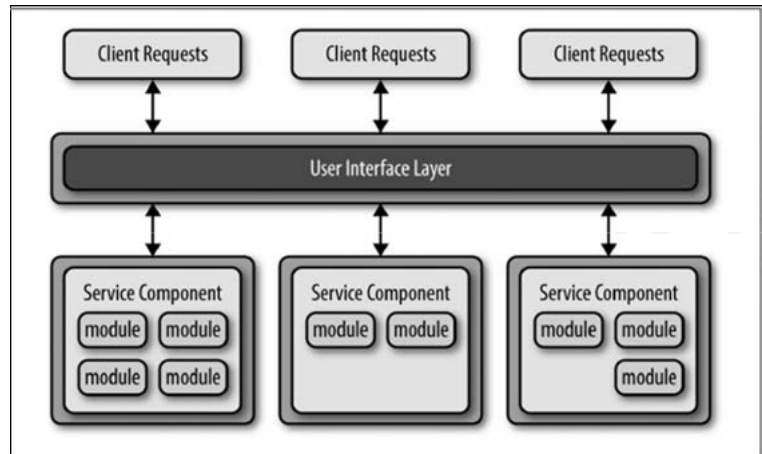 Client Requests
Client Requests
Client Requests
User Interface Layer
Service Component
module module
module module
Service Component
module module
Service Component
module module
module